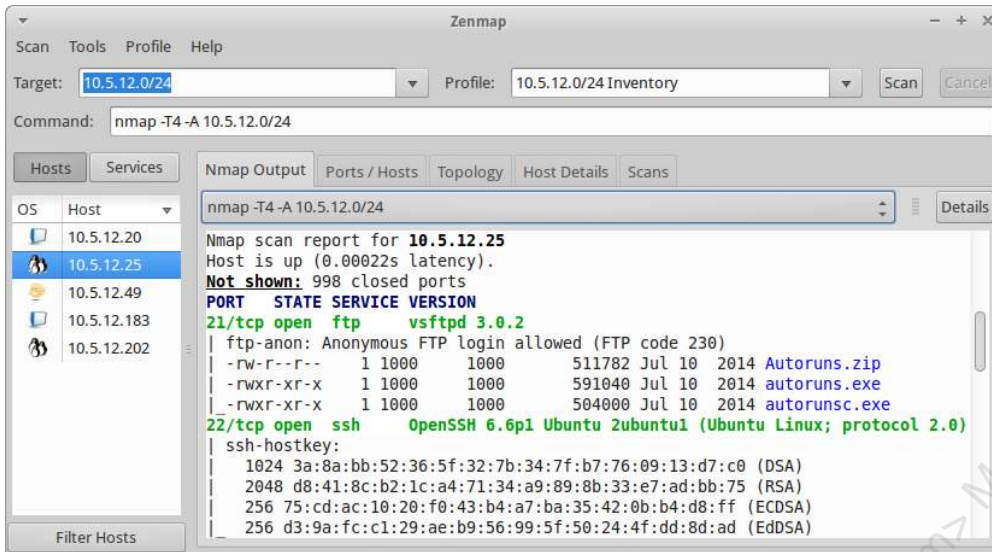 Zenmap
Scan Tools Profile Help
Target: 10.5.12.0/24 Profile: 10.5.12.0/24 Inventory Scan Cancel
Command: nmap -T4 -A 10.5.12.0/24
Hosts Services
Nmap Output Ports / Hosts Topology Host Details Scans
OS Host
nmap -T4 -A 10.5.12.0/24 Details
10.5.12.20
10.5.12.25
10.5.12.49
10.5.12.183
10.5.12.202
Nmap scan report for 10.5.12.25
Host is up (0.00022s latency).
Not shown: 998 closed ports
PORT STATE SERVICE VERSION
21/tcp open ftp vsftpd 3.0.2
| ftp-anon: Anonymous FTP login allowed (FTP code 230)
| -rw-r--r-- 1 1000 1000 511782 Jul 10 2014 Autoruns.zip
| -rwxr-xr-x 1 1000 1000 591040 Jul 10 2014 autoruns.exe
|_-rwxr-xr-x 1 1000 1000 504000 Jul 10 2014 autorunsc.exe
22/tcp open ssh OpenSSH 6.6p1 Ubuntu 2ubuntu1 (Ubuntu Linux; protocol 2.0)
| ssh-hostkey:
| 1024 3a:8a:bb:52:36:5f:32:7b:34:7f:b7:76:09:13:d7:c0 (DSA)
| 2048 d8:41:8c:b2:1c:a4:71:34:a9:89:8b:33:e7:ad:bb:75 (RSA)
| 256 75:cd:ac:10:20:f0:43:b4:a7:ba:35:42:0b:b4:d8:ff (ECDSA)
|_ 256 d3:9a:fc:c1:29:ae:b9:56:99:5f:50:24:4f:dd:8d:ad (EdDSA)
Filter Hosts